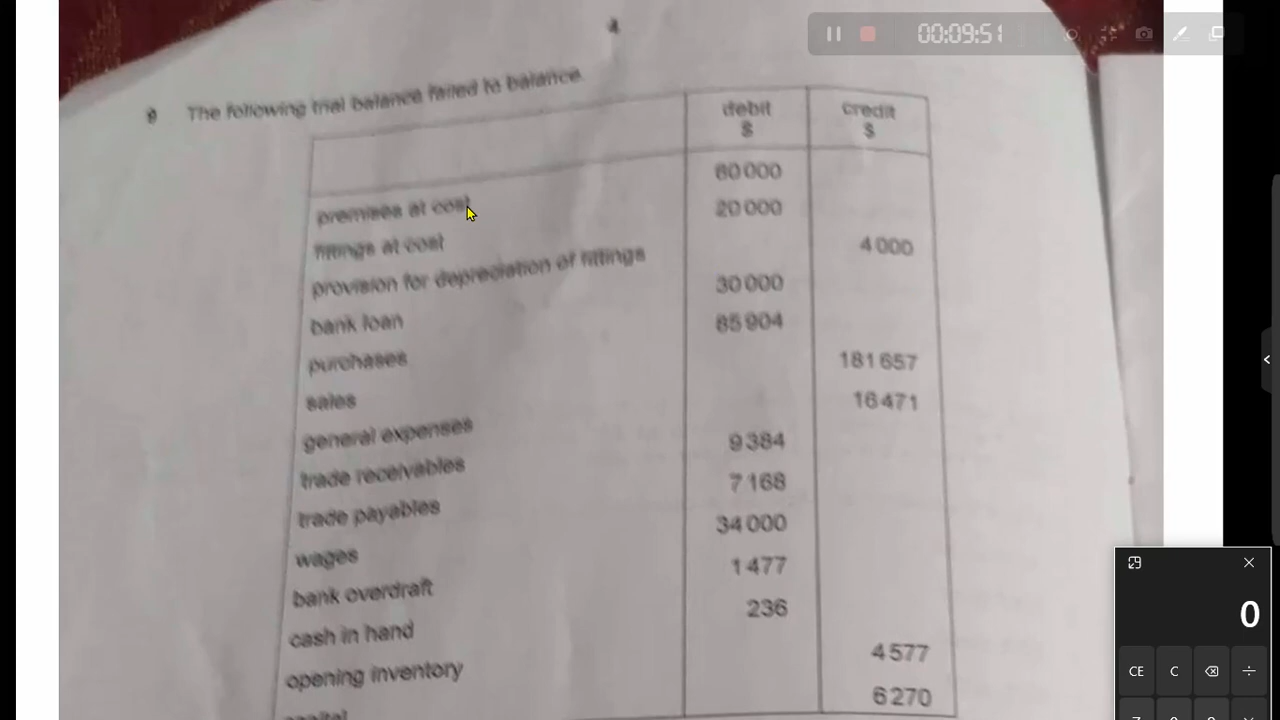 00:09:51
9 The following trial balance failed to balance.
debit credit
$ $
premises at cost 60 000
fittings at cost 20 000
provision for depreciation of fittings 4 000
bank loan 30 000
purchases 85 904
sales 181 657
general expenses 16 471
trade receivables 9 384
trade payables 7 168
wages 34 000
bank overdraft 1 477
cash in hand 236
opening inventory 4 577
capital 6 270
0
CE C ÷